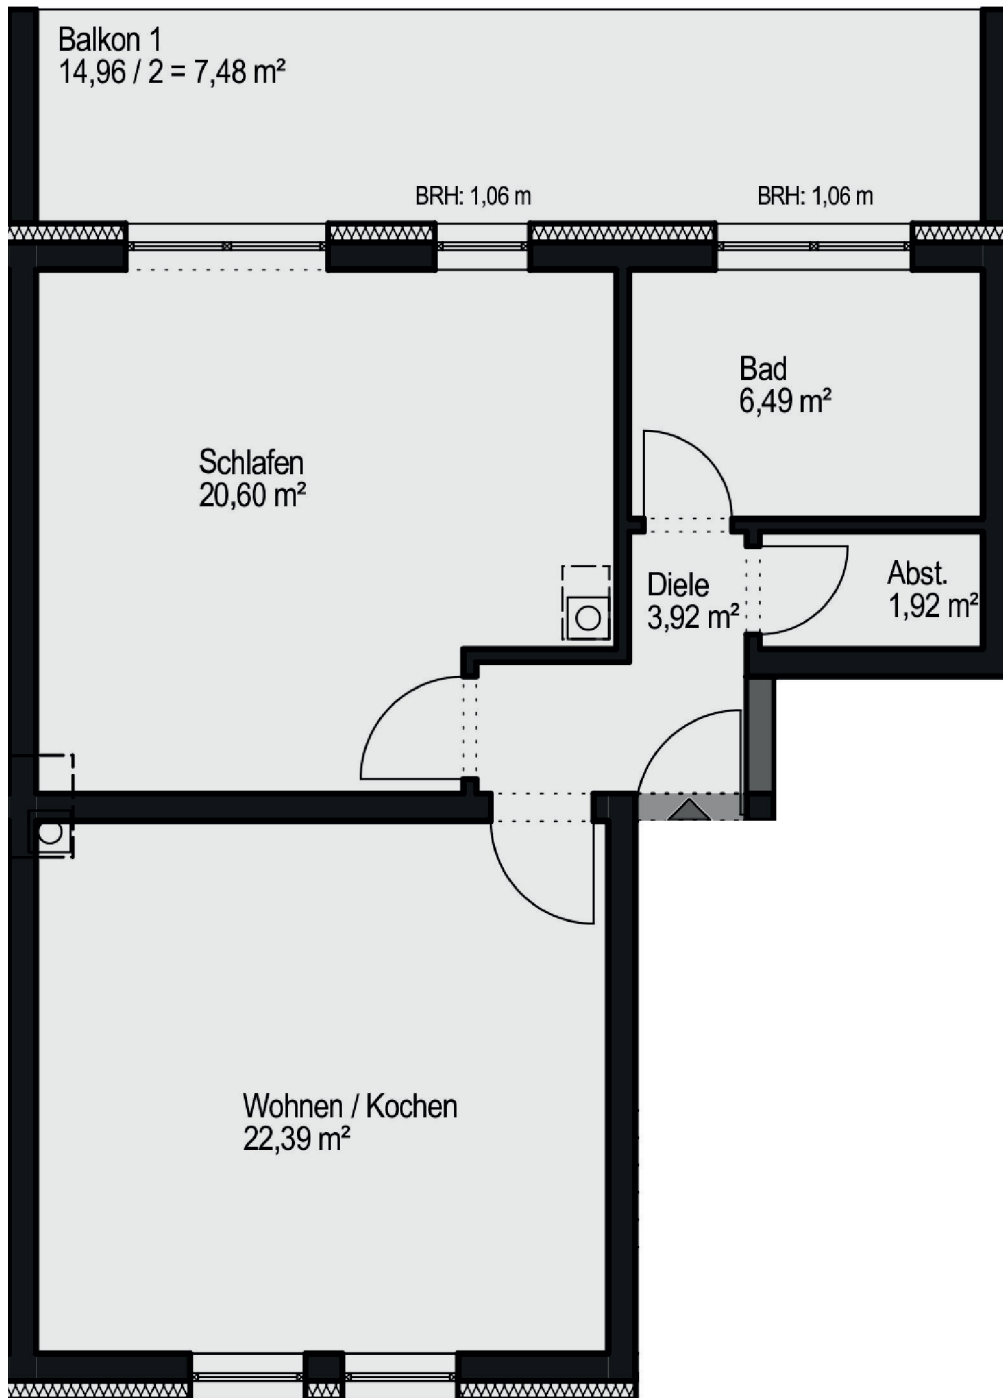 Balkon 1
14,96 / 2 = 7,48 m²
BRH: 1,06 m
BRH: 1,06 m
Bad
6,49 m²
Schlafen
20,60 m²
Diele
3,92 m²
Abst.
1,92 m²
Wohnen / Kochen
22,39 m²